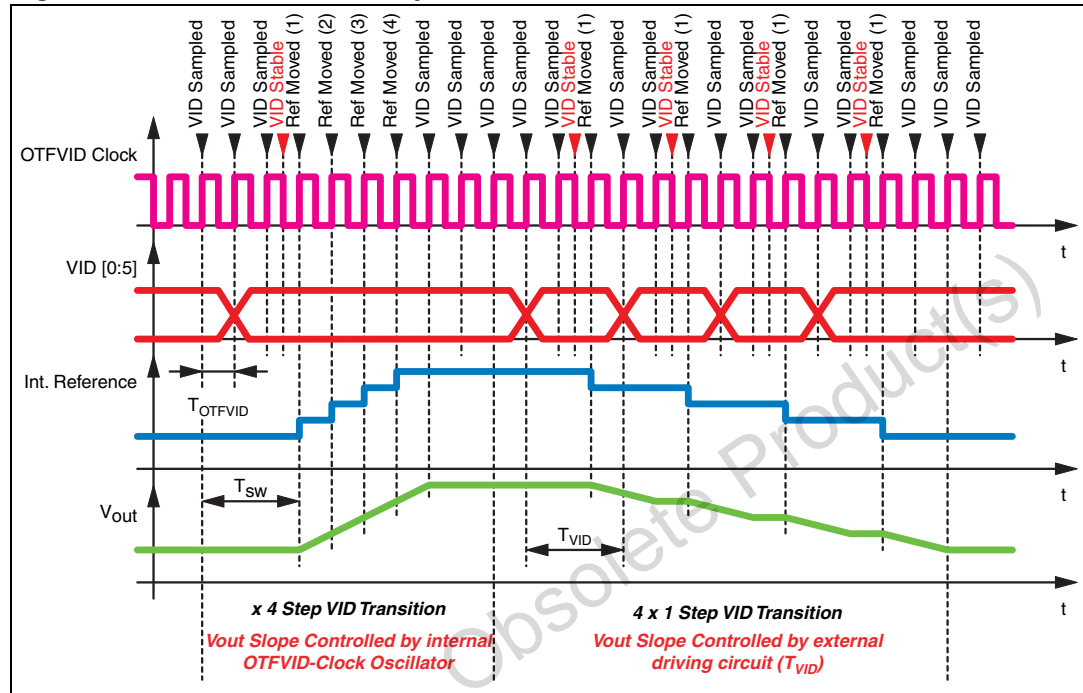 VID Sampled
VID Sampled
VID Sampled
VID Stable
Ref Moved (1)
Ref Moved (2)
Ref Moved (3)
Ref Moved (4)
VID Sampled
VID Sampled
VID Sampled
VID Sampled
VID Sampled
VID Stable
Ref Moved (1)
VID Sampled
VID Sampled
VID Stable
Ref Moved (1)
VID Sampled
VID Sampled
VID Stable
Ref Moved (1)
VID Sampled
VID Sampled
VID Stable
Ref Moved (1)
VID Sampled
VID Sampled
VID Sampled
OTFVID Clock
t
VID [0:5]
t
Int. Reference
TOTFVID
t
Vout
TSW
TVID
t
x 4 Step VID Transition
Vout Slope Controlled by internal
OTFVID-Clock Oscillator
4 x 1 Step VID Transition
Vout Slope Controlled by external
driving circuit (TVID)
Obsolete Product(s)